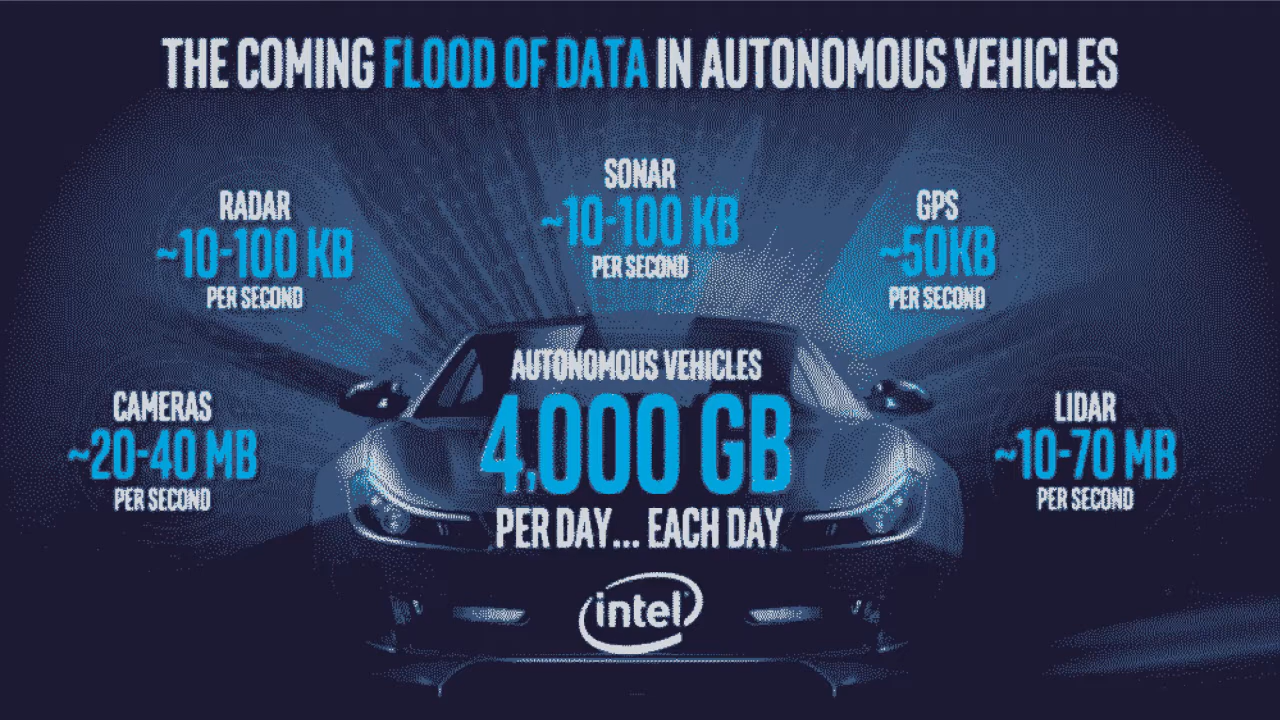 THE COMING FLOOD OF DATA IN AUTONOMOUS VEHICLES
SONAR
~10-100 KB
PER SECOND
RADAR
~10-100 KB
PER SECOND
GPS
~50KB
PER SECOND
AUTONOMOUS VEHICLES
4,000 GB
PER DAY... EACH DAY
CAMERAS
~20-40 MB
PER SECOND
LIDAR
~10-70 MB
PER SECOND
intel